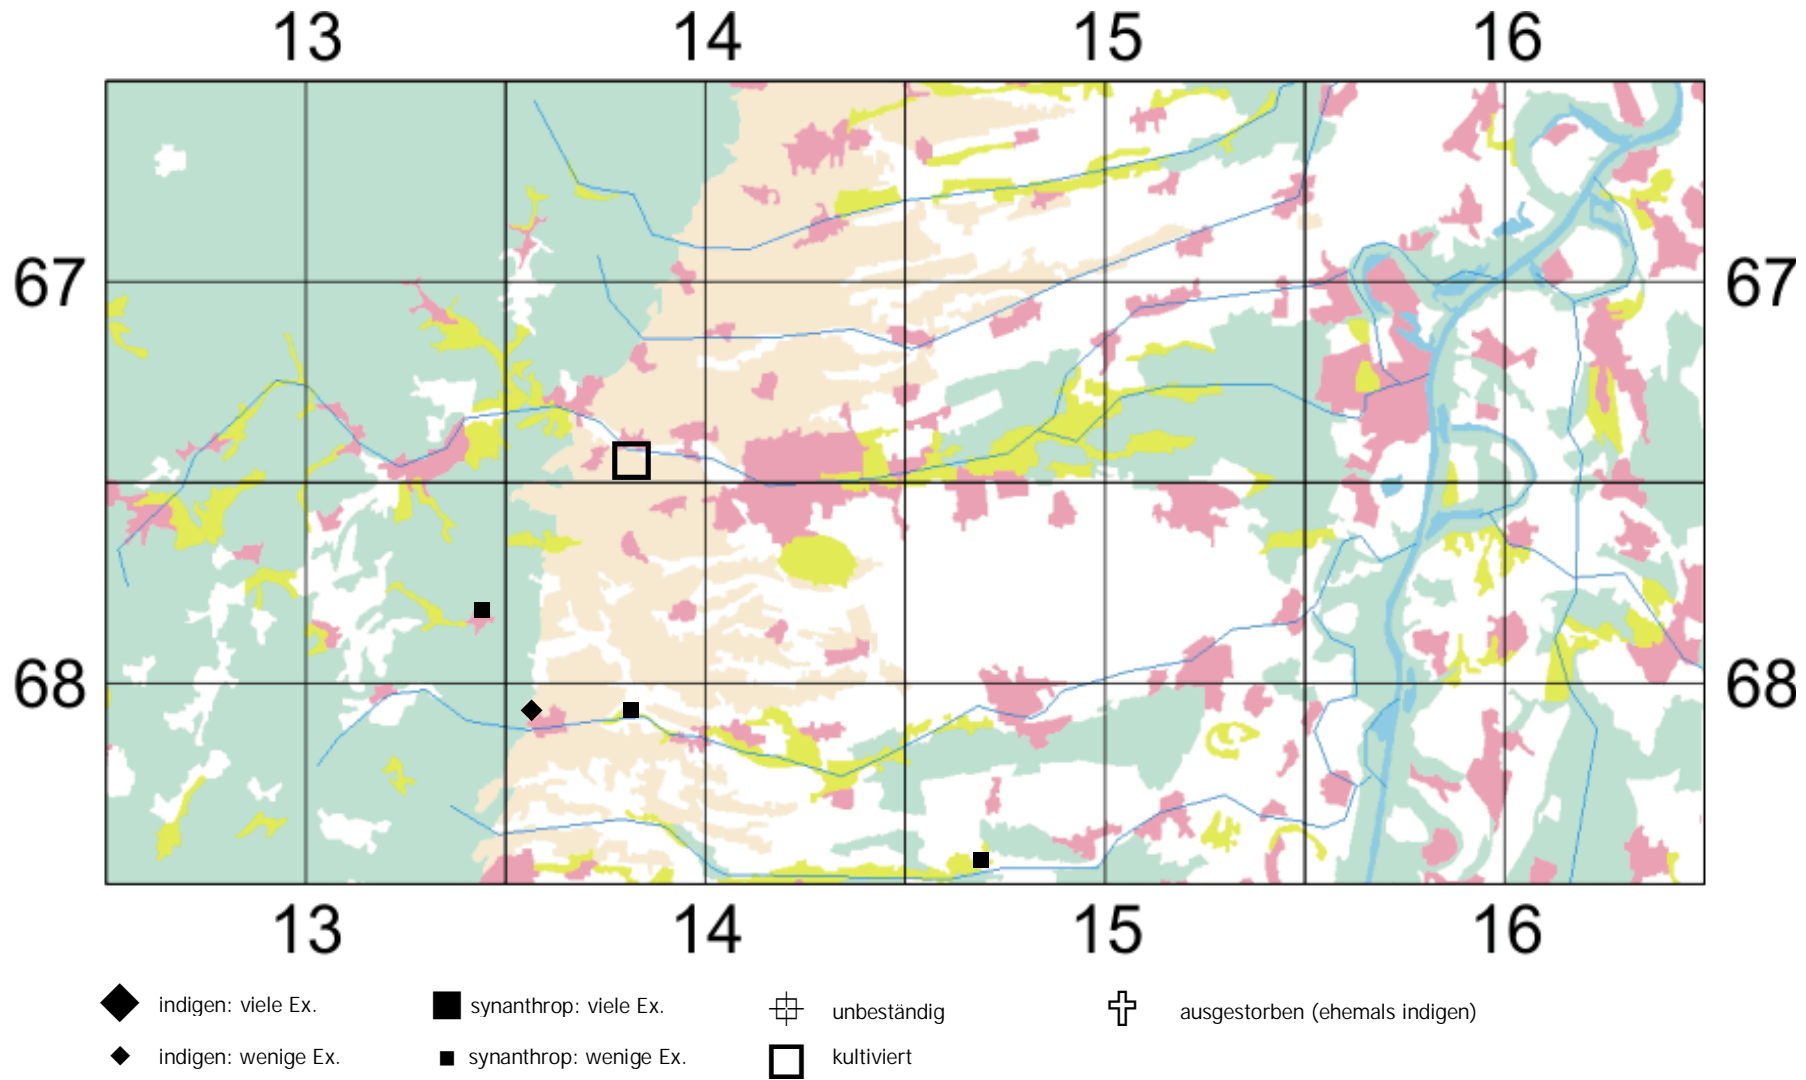 13 14 15 16
67 67
68 68
13 14 15 16
indigen: viele Ex. synanthrop: viele Ex. unbeständig ausgestorben (ehemals indigen)
indigen: wenige Ex. synanthrop: wenige Ex. kultiviert